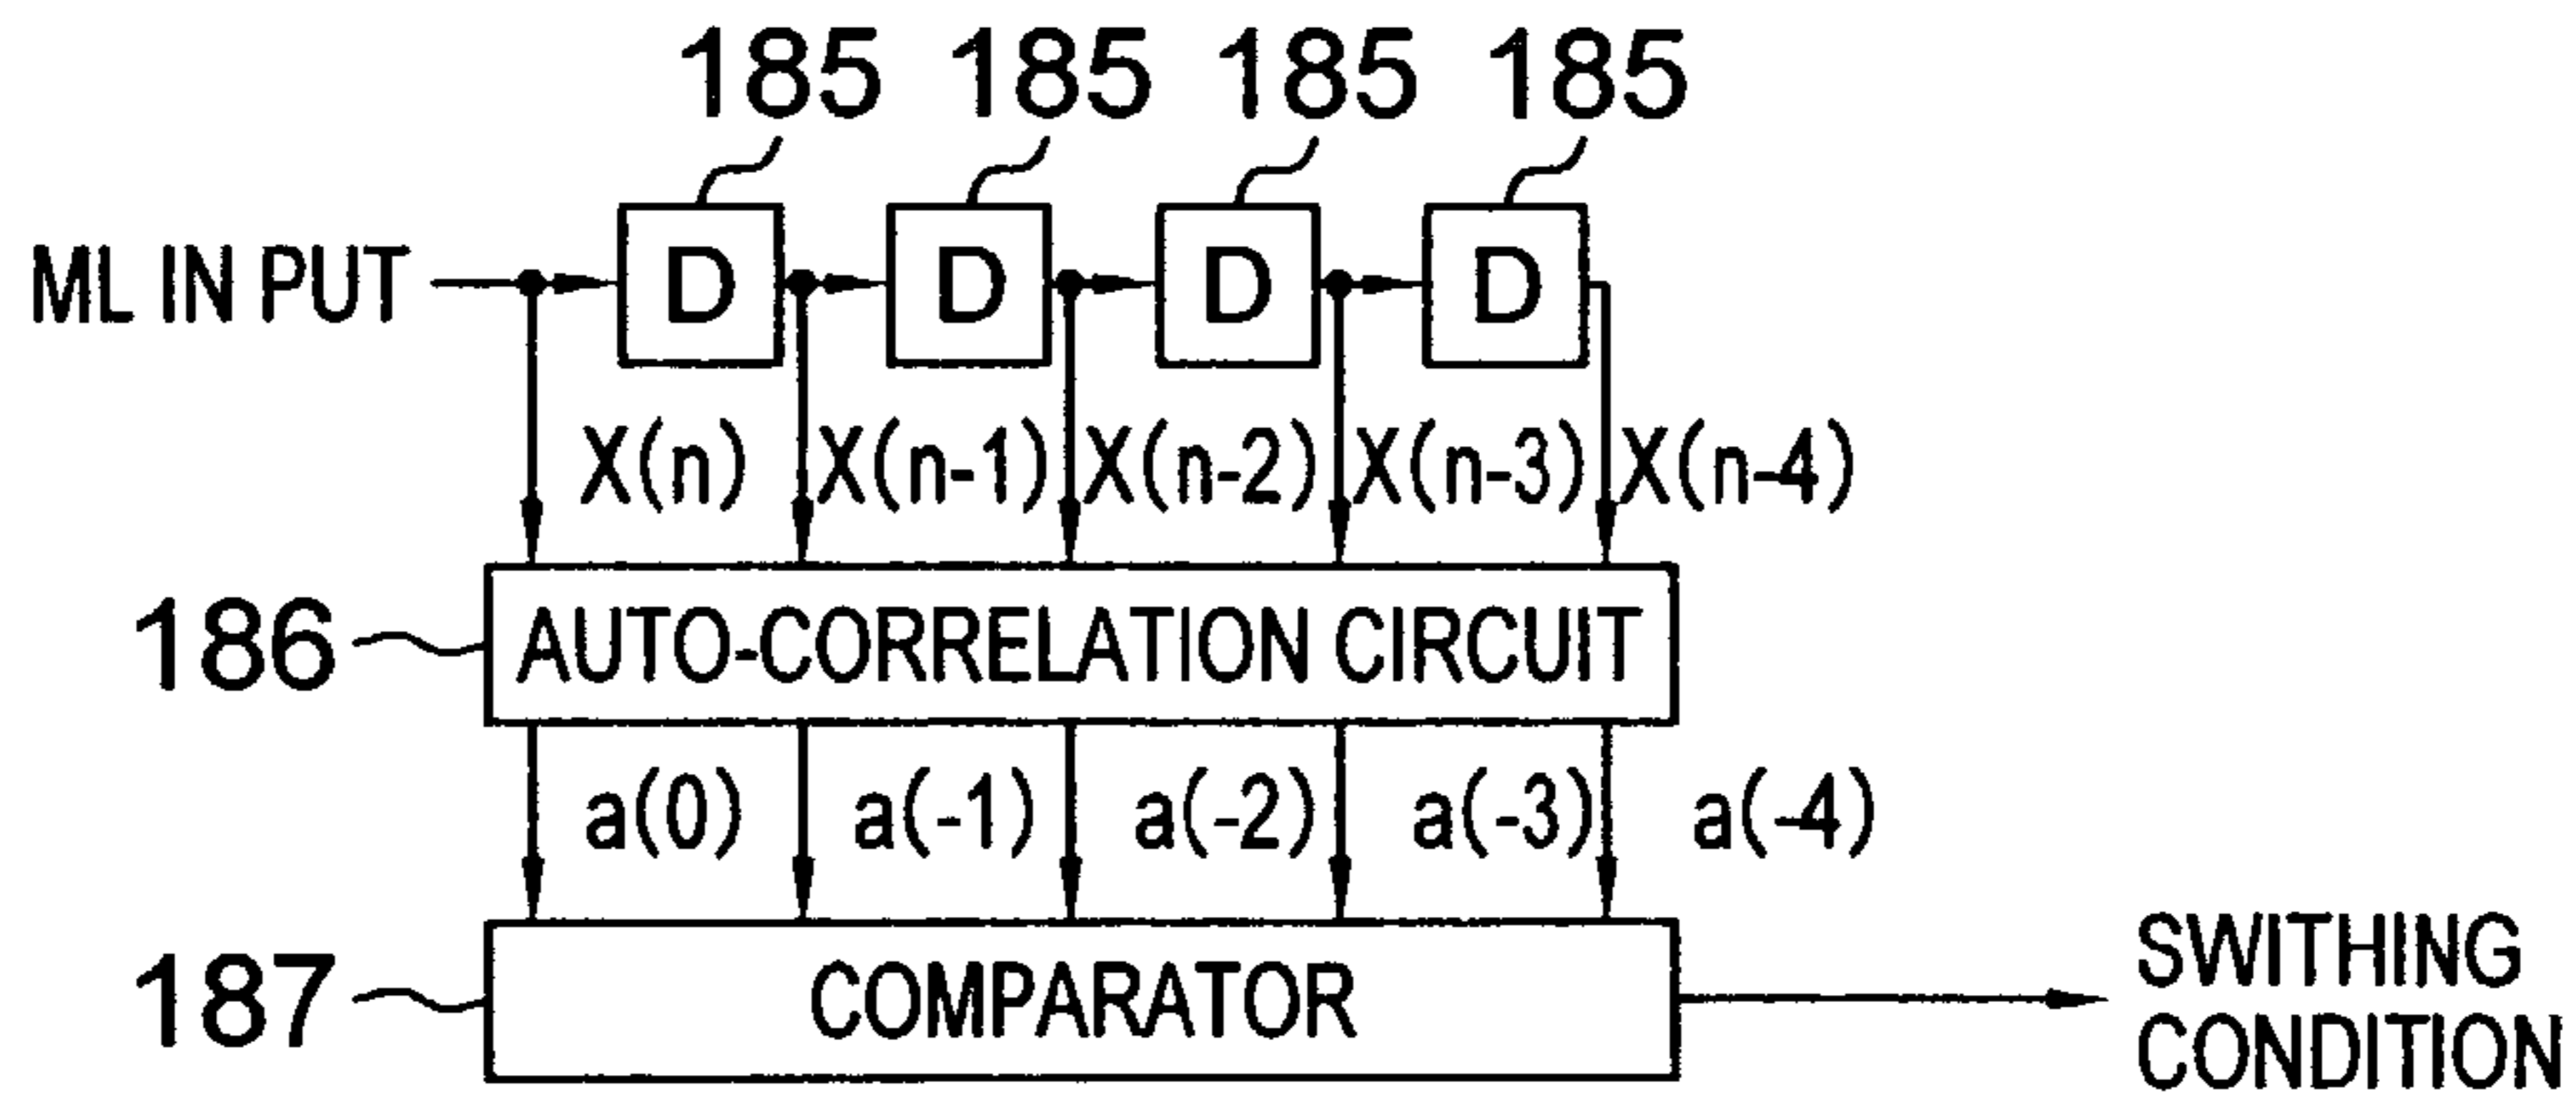 185 185 185 185
ML IN PUT D D D D
X(n) X(n-1) X(n-2) X(n-3) X(n-4)
186 AUTO-CORRELATION CIRCUIT
a(0) a(-1) a(-2) a(-3) a(-4)
187 COMPARATOR
SWITHING
CONDITION